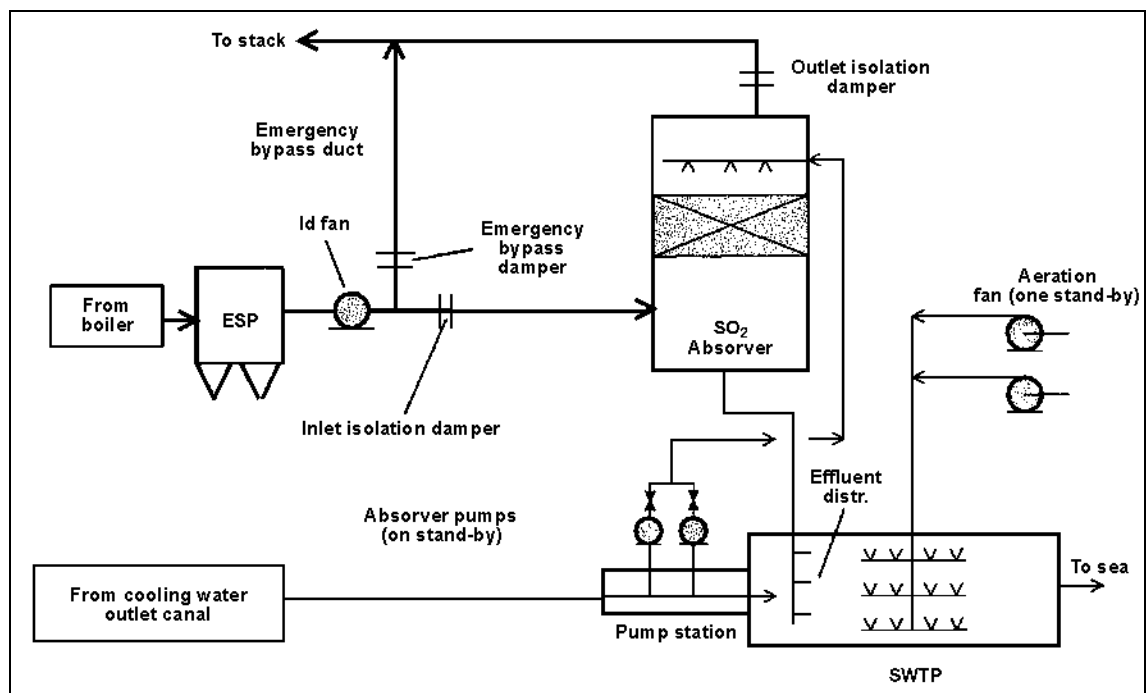 To stack
Outlet isolation
damper
Emergency
bypass duct
Id fan
Emergency
bypass
damper
Aeration
fan (one stand-by)
From
boiler
ESP
SO₂
Absorver
Inlet isolation damper
Effluent
distr.
Absorver pumps
(on stand-by)
To sea
From cooling water
outlet canal
Pump station
SWTP